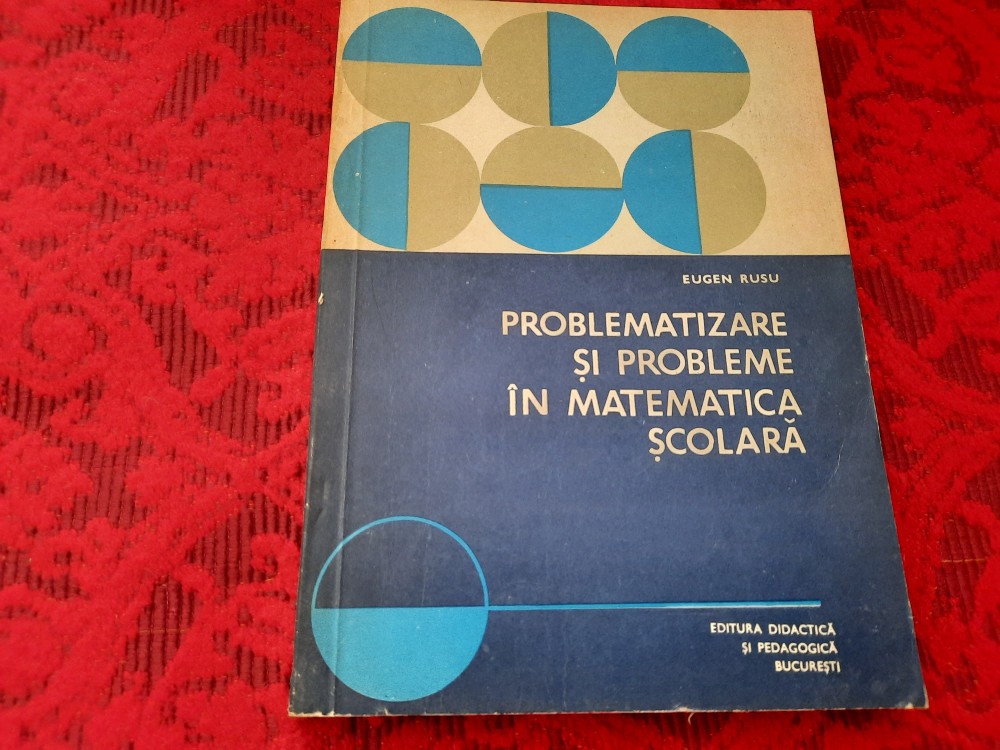 EUGEN RUSU
PROBLEMATIZARE
ȘI PROBLEME
ÎN MATEMATICA
ȘCOLARĂ
EDITURA DIDACTICĂ
ȘI PEDAGOGICĂ
BUCUREȘTI